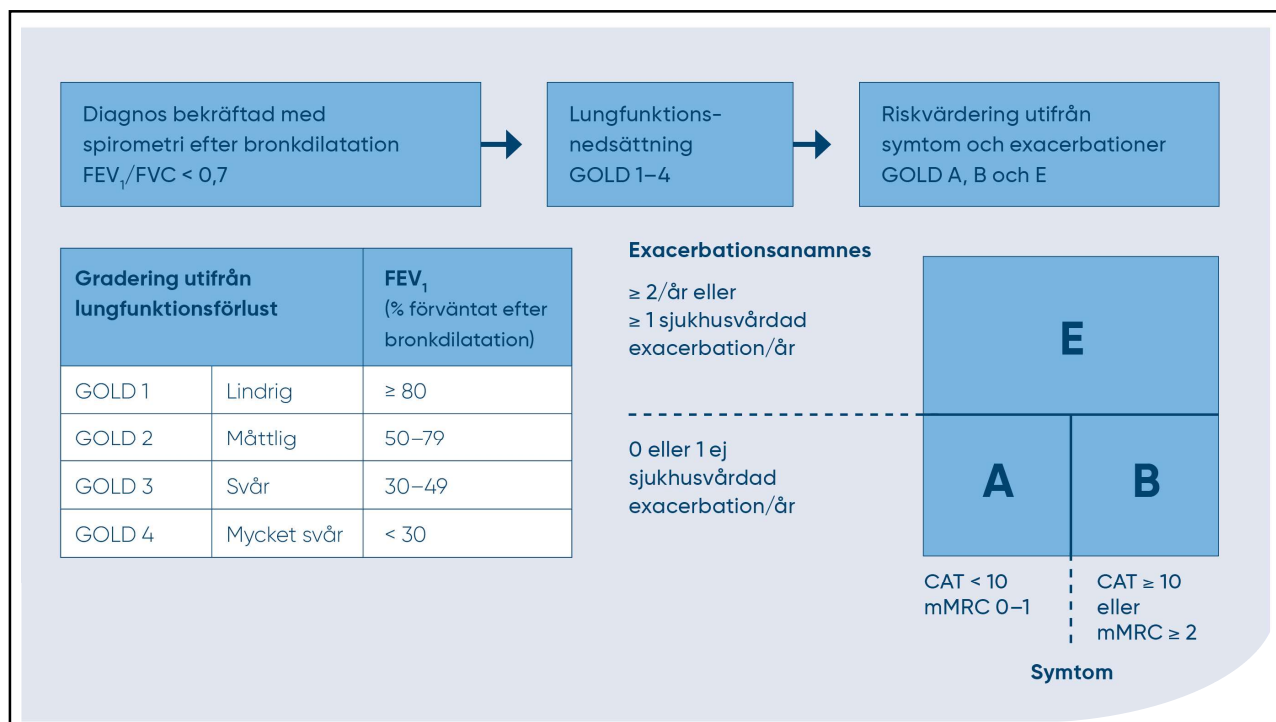 Diagnos bekräftad med
spirometri efter bronkdilatation
FEV₁/FVC < 0,7
Lungfunktions-
nedsättning
GOLD 1–4
Riskvärdering utifrån
symtom och exacerbationer
GOLD A, B och E
Gradering utifrån
lungfunktionsförlust
FEV₁
(% förväntat efter
bronkdilatation)
GOLD 1 Lindrig ≥ 80
GOLD 2 Måttlig 50–79
GOLD 3 Svår 30–49
GOLD 4 Mycket svår < 30
Exacerbationsanamnes
≥ 2/år eller
≥ 1 sjukhusvårdad
exacerbation/år
0 eller 1 ej
sjukhusvårdad
exacerbation/år
E
A B
CAT < 10
mMRC 0–1
CAT ≥ 10
eller
mMRC ≥ 2
Symtom